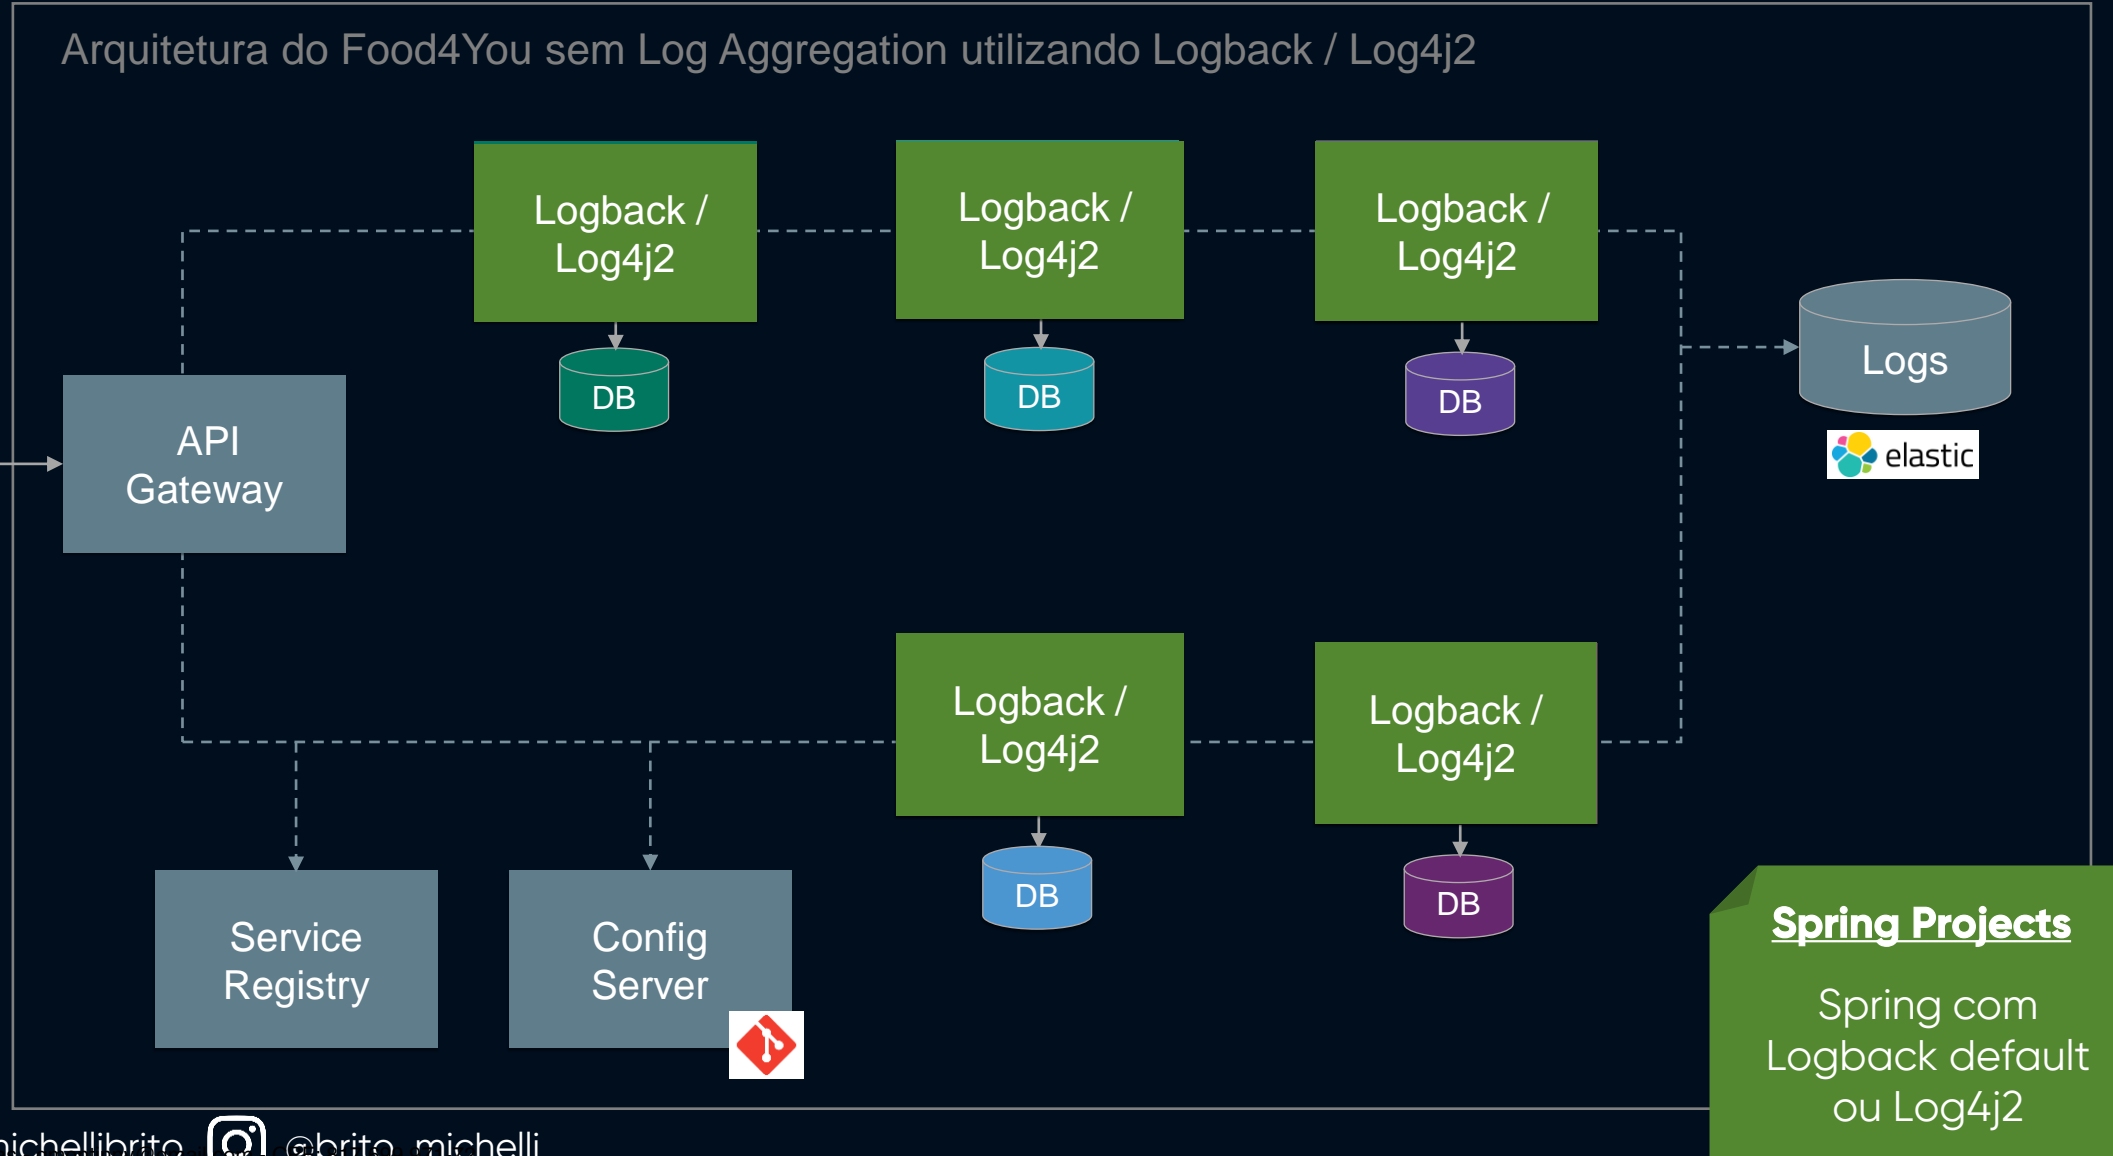 Arquitetura do Food4You sem Log Aggregation utilizando Logback / Log4j2
Logback /
Log4j2
Logback /
Log4j2
Logback /
Log4j2
DB
DB
DB
Logs
elastic
API
Gateway
Logback /
Log4j2
Logback /
Log4j2
DB
DB
Service
Registry
Config
Server
Spring Projects
Spring com
Logback default
ou Log4j2
michellibrito
@brito_michelli